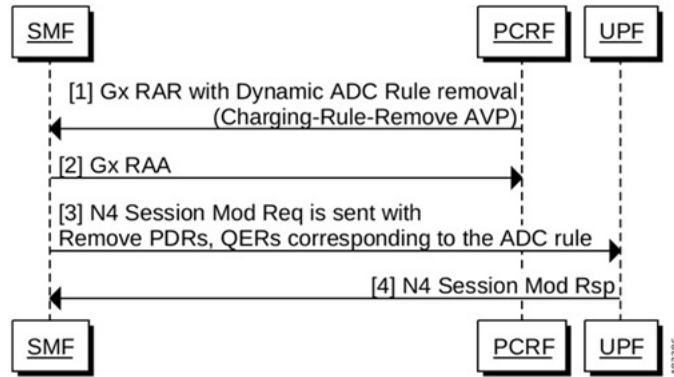 SMF
PCRF
UPF
[1] Gx RAR with Dynamic ADC Rule removal
(Charging-Rule-Remove AVP)
[2] Gx RAA
[3] N4 Session Mod Req is sent with
Remove PDRs, QERs corresponding to the ADC rule
[4] N4 Session Mod Rsp
SMF
PCRF
UPF